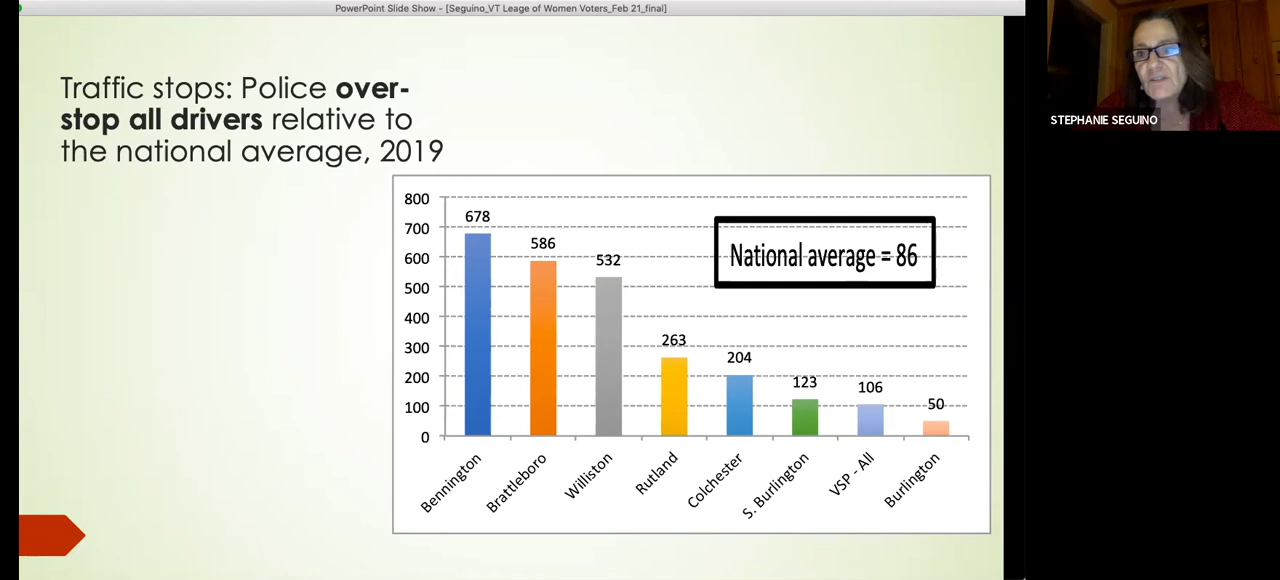 PowerPoint Slide Show - [Seguino_VT Leage of Women Voters_Feb 21_final]
Traffic stops: Police over-
stop all drivers relative to
the national average, 2019
STEPHANIE SEGUINO
800
700
600
500
400
300
200
100
0
678
586
532
263
204
123
106
50
National average = 86
Bennington
Brattleboro
Williston
Rutland
Colchester
S. Burlington
VSP - All
Burlington